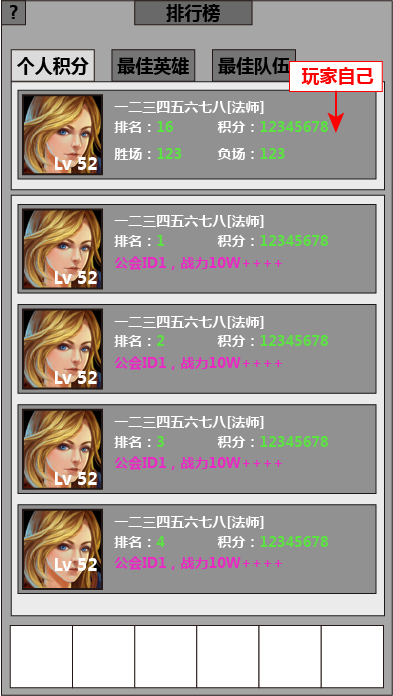 ?
排行榜
个人积分
最佳英雄
最佳队伍
玩家自己
一二三四五六七八[法师]
排名：16 积分：12345678
胜场：123 负场：123
Lv 52
一二三四五六七八[法师]
排名：1 积分：12345678
公会ID1，战力10W++++
Lv 52
一二三四五六七八[法师]
排名：2 积分：12345678
公会ID1，战力10W++++
Lv 52
一二三四五六七八[法师]
排名：3 积分：12345678
公会ID1，战力10W++++
Lv 52
一二三四五六七八[法师]
排名：4 积分：12345678
公会ID1，战力10W++++
Lv 52